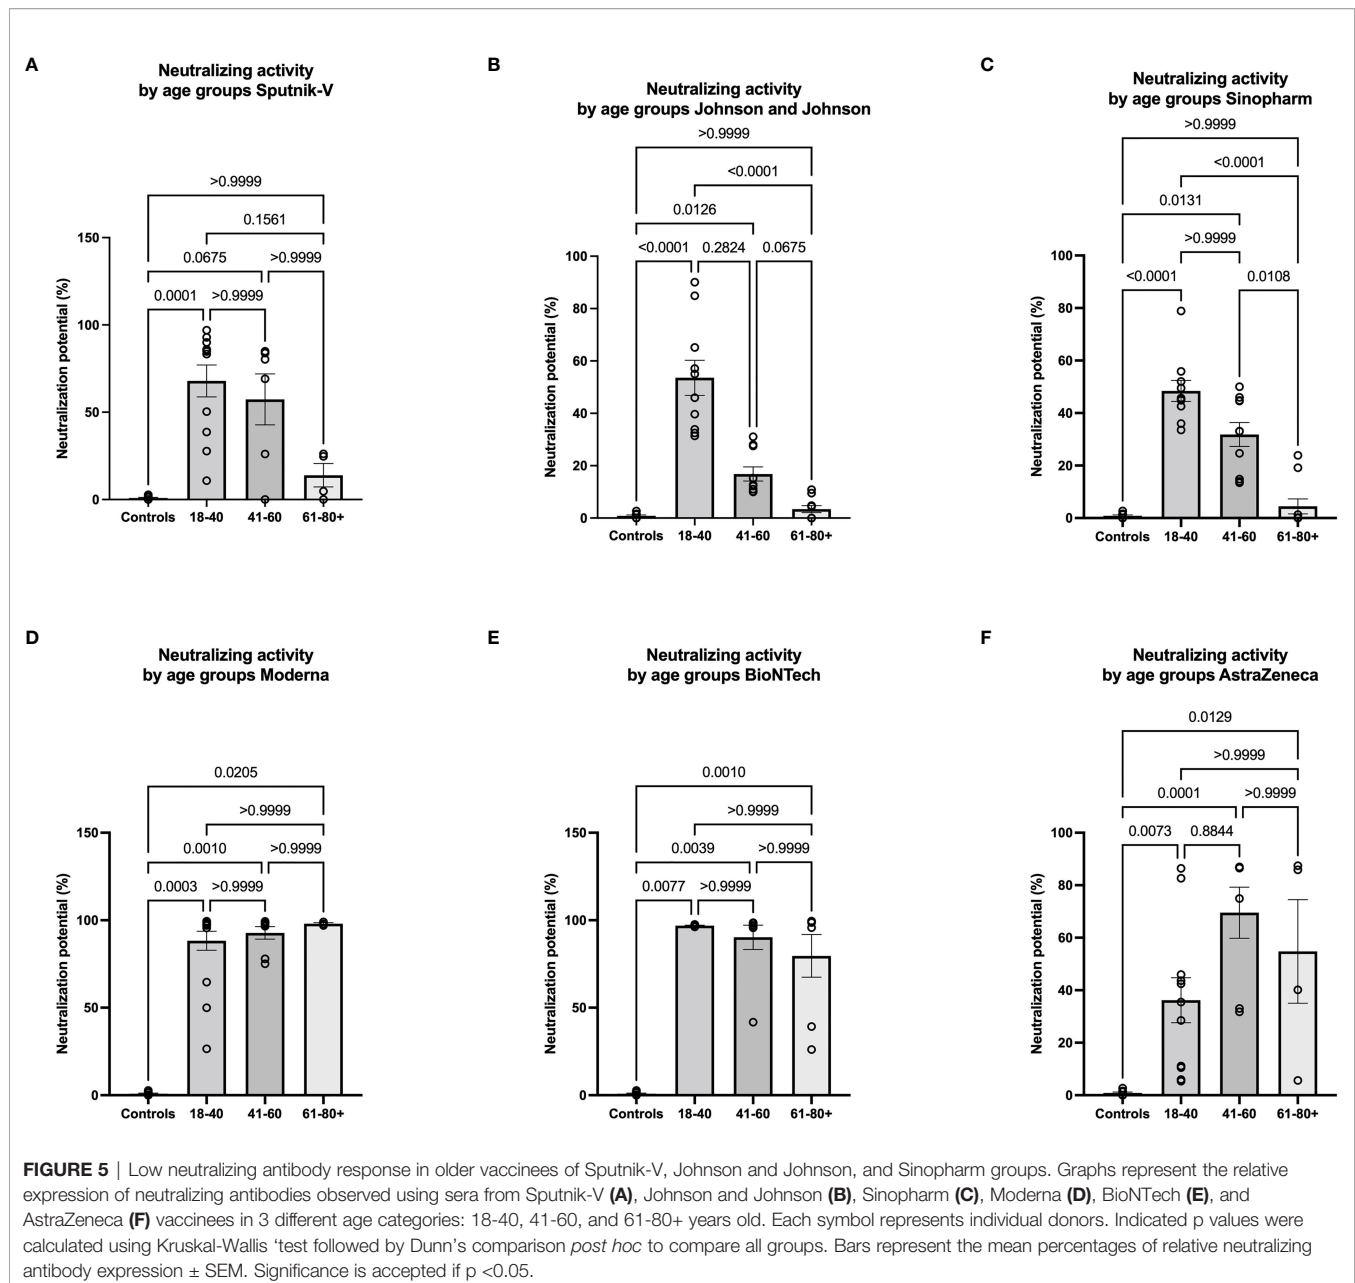 A
Neutralizing activity
by age groups Sputnik-V
>0.9999
0.1561
0.0675
>0.9999
0.0001
>0.9999
Neutralization potential (%)
150
100
50
0
Controls 18-40 41-60 61-80+
B
Neutralizing activity
by age groups Johnson and Johnson
>0.9999
<0.0001
0.0126
<0.0001
0.2824
0.0675
Neutralization potential (%)
100
80
60
40
20
0
Controls 18-40 41-60 61-80+
C
Neutralizing activity
by age groups Sinopharm
>0.9999
<0.0001
0.0131
>0.9999
<0.0001
0.0108
Neutralization potential (%)
100
80
60
40
20
0
Controls 18-40 41-60 61-80+
D
Neutralizing activity
by age groups Moderna
0.0205
>0.9999
0.0010
>0.9999
0.0003
>0.9999
Neutralization potential (%)
150
100
50
0
Controls 18-40 41-60 61-80+
E
Neutralizing activity
by age groups BioNTech
0.0010
>0.9999
0.0039
>0.9999
0.0077
>0.9999
Neutralization potential (%)
150
100
50
0
Controls 18-40 41-60 61-80+
F
Neutralizing activity
by age groups AstraZeneca
0.0129
>0.9999
0.0001
>0.9999
0.0073
0.8844
Neutralization potential (%)
100
80
60
40
20
0
Controls 18-40 41-60 61-80+
FIGURE 5 | Low neutralizing antibody response in older vaccinees of Sputnik-V, Johnson and Johnson, and Sinopharm groups. Graphs represent the relative
expression of neutralizing antibodies observed using sera from Sputnik-V (A), Johnson and Johnson (B), Sinopharm (C), Moderna (D), BioNTech (E), and
AstraZeneca (F) vaccinees in 3 different age categories: 18-40, 41-60, and 61-80+ years old. Each symbol represents individual donors. Indicated p values were
calculated using Kruskal-Wallis ‘test followed by Dunn’s comparison post hoc to compare all groups. Bars represent the mean percentages of relative neutralizing
antibody expression ± SEM. Significance is accepted if p <0.05.